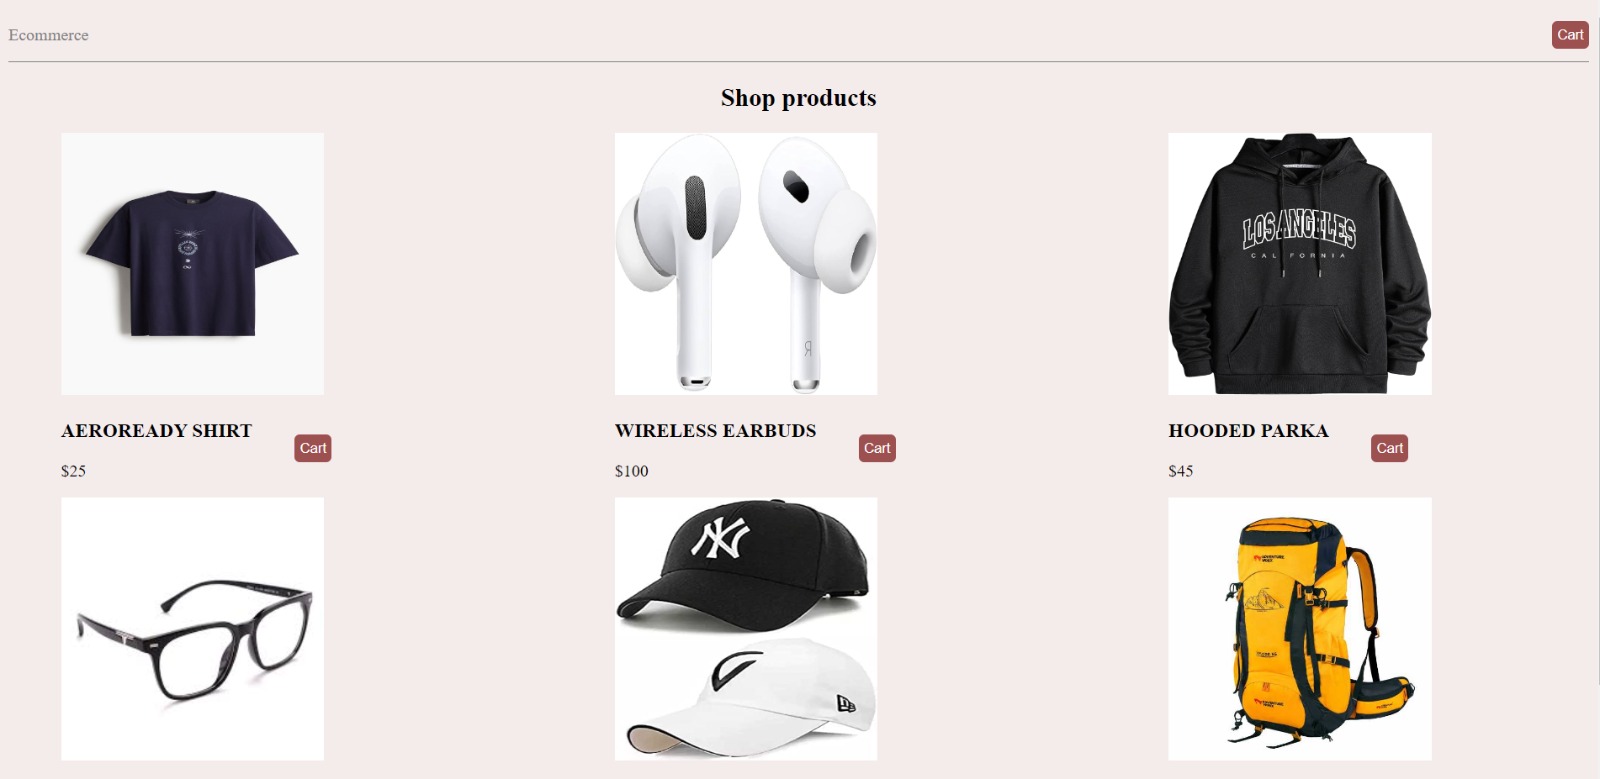 Ecommerce
Cart
Shop products
LOS ANGELES
CALIFORNIA
R
AEROREADY SHIRT
Cart
$25
WIRELESS EARBUDS
Cart
$100
HOODED PARKA
Cart
$45
NY